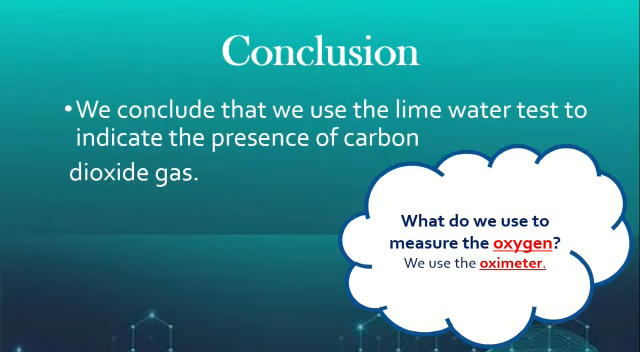 Conclusion
•We conclude that we use the lime water test to
indicate the presence of carbon
dioxide gas.
What do we use to
measure the oxygen?
We use the oximeter.